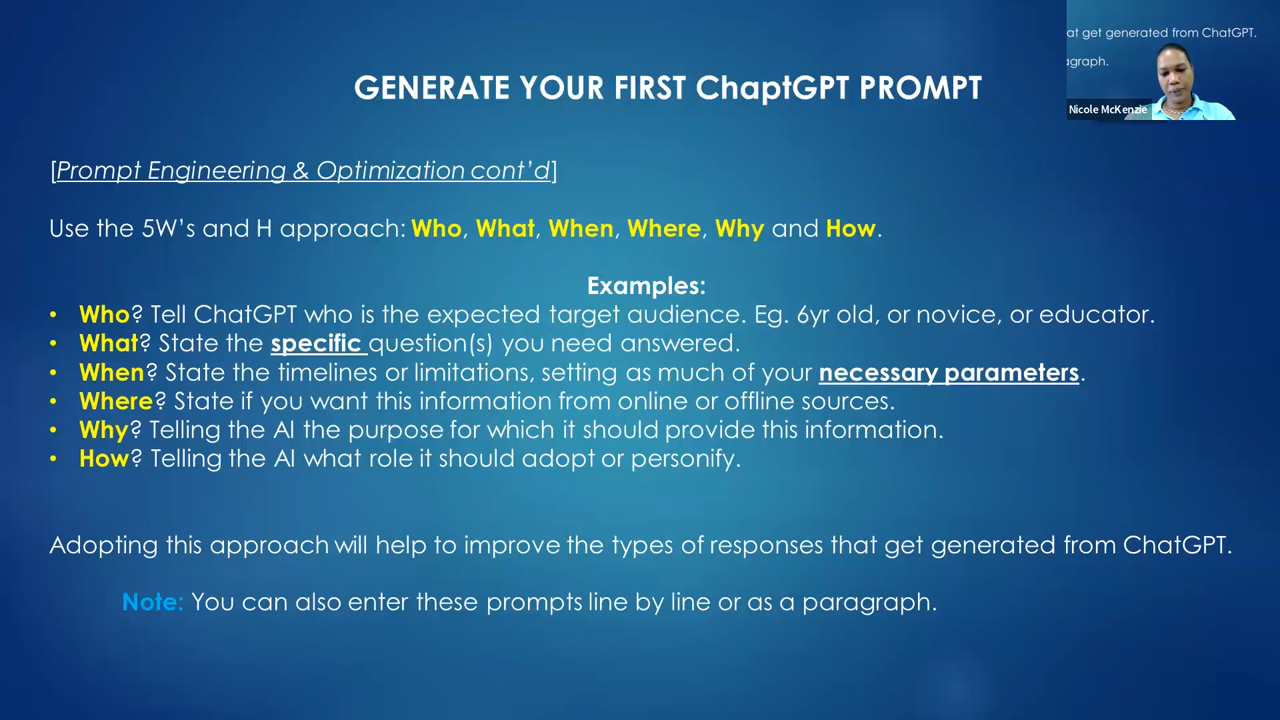 at get generated from ChatGPT.
agraph.
Nicole McKenzie
GENERATE YOUR FIRST ChaptGPT PROMPT
[Prompt Engineering & Optimization cont'd]
Use the 5W's and H approach: Who, What, When, Where, Why and How.
Examples:
• Who? Tell ChatGPT who is the expected target audience. Eg. 6yr old, or novice, or educator.
• What? State the specific question(s) you need answered.
• When? State the timelines or limitations, setting as much of your necessary parameters.
• Where? State if you want this information from online or offline sources.
• Why? Telling the AI the purpose for which it should provide this information.
• How? Telling the AI what role it should adopt or personify.
Adopting this approach will help to improve the types of responses that get generated from ChatGPT.
Note: You can also enter these prompts line by line or as a paragraph.